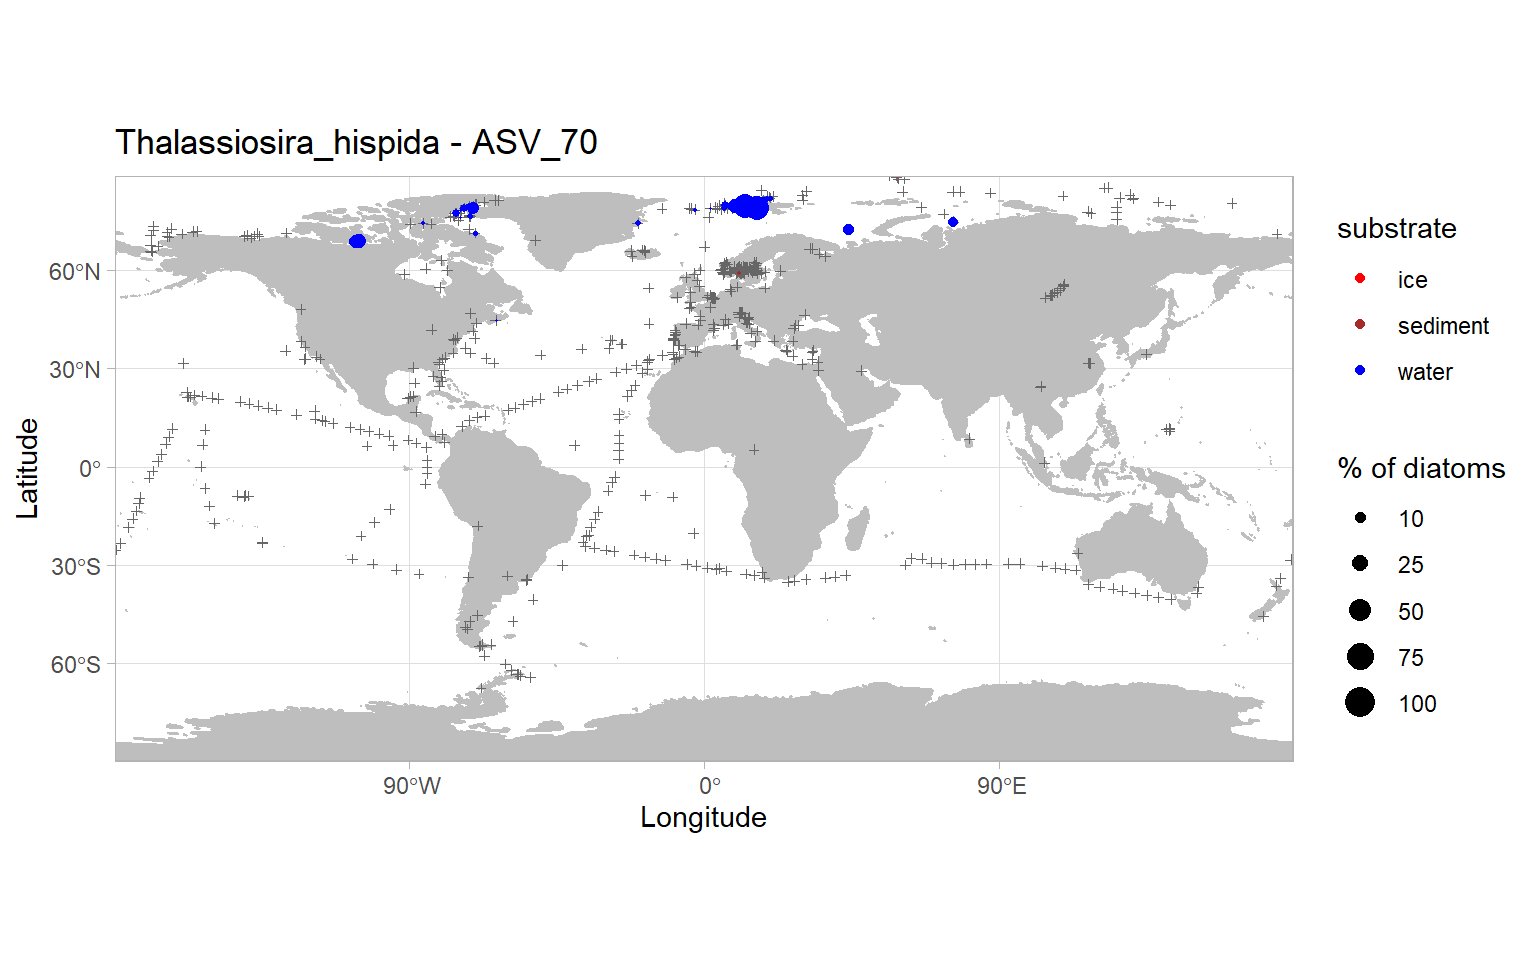 Thalassiosira_hispida - ASV_70
60°N
30°N
0°
30°S
60°S
Latitude
90°W
0°
90°E
Longitude
substrate
ice
sediment
water
% of diatoms
10
25
50
75
100